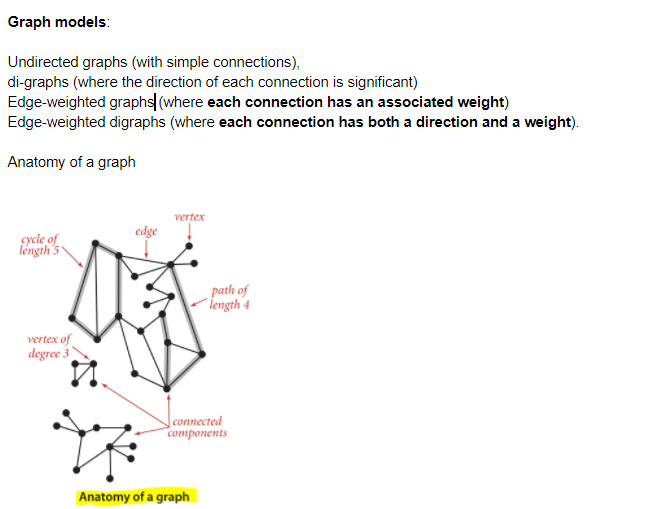 Graph models:
Undirected graphs (with simple connections),
di-graphs (where the direction of each connection is significant)
Edge-weighted graphs (where each connection has an associated weight)
Edge-weighted digraphs (where each connection has both a direction and a weight).
Anatomy of a graph
vertex
edge
cycle of
length 5
path of
length 4
vertex of
degree 3
connected
components
Anatomy of a graph